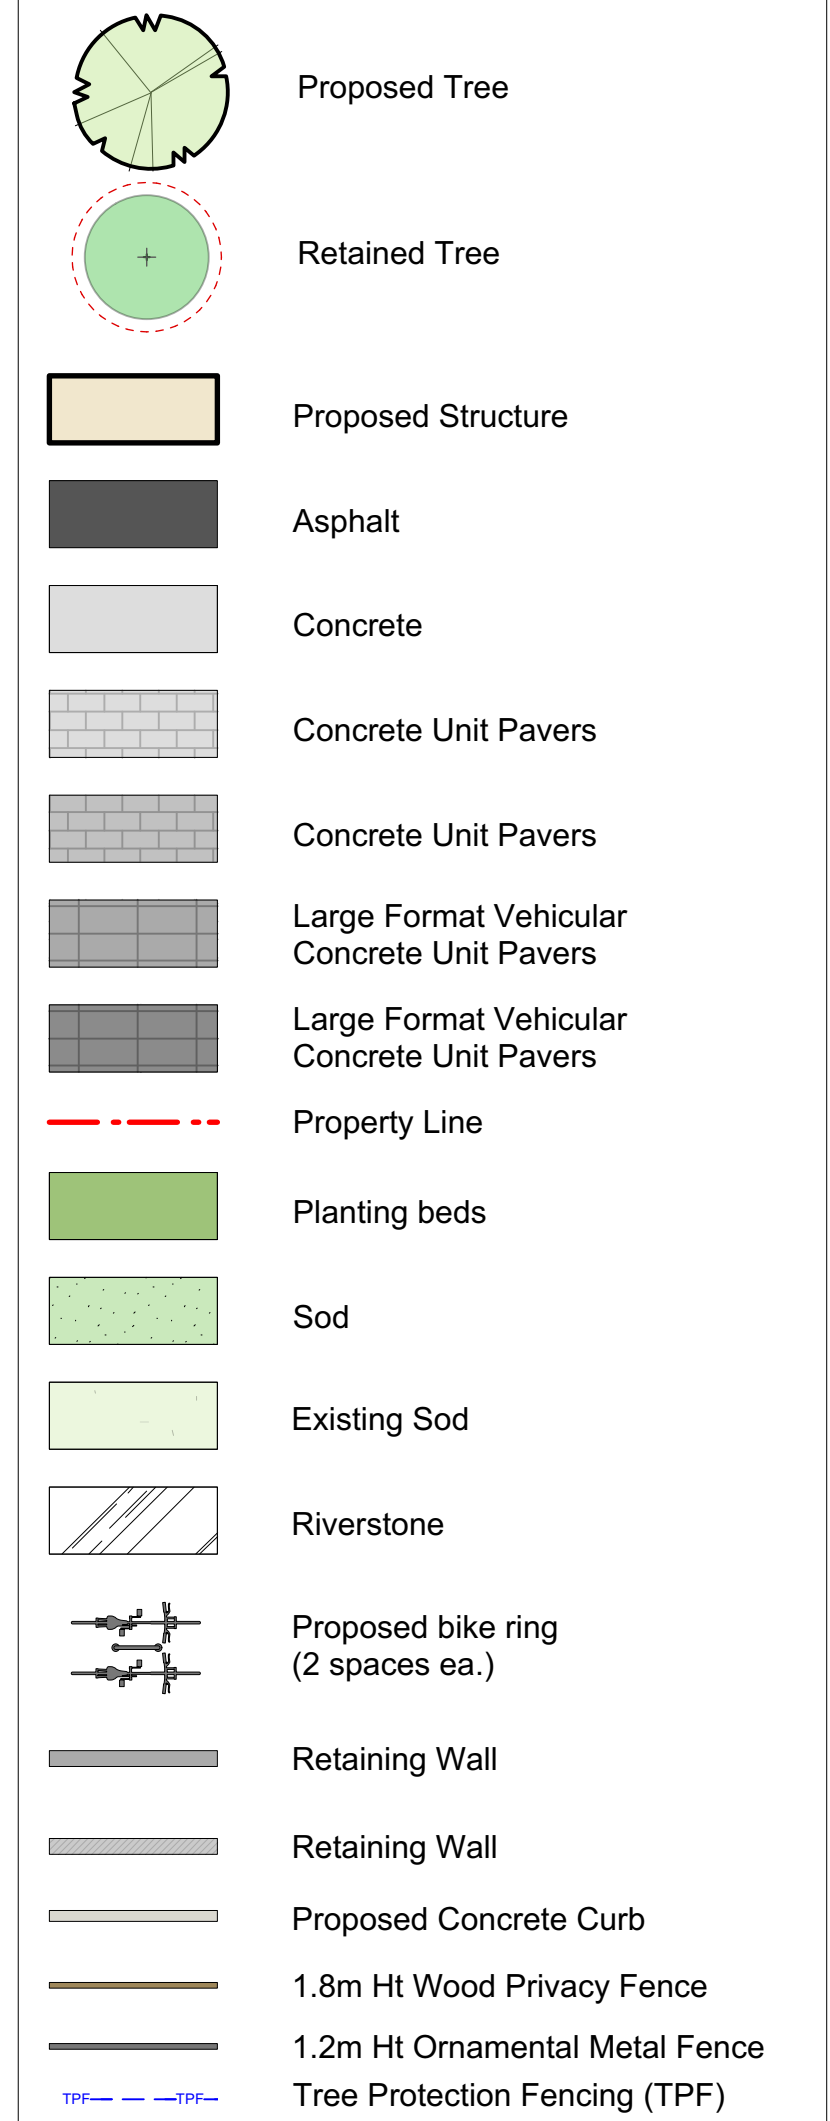 Proposed Tree
Retained Tree
Proposed Structure
Asphalt
Concrete
Concrete Unit Pavers
Concrete Unit Pavers
Large Format Vehicular
Concrete Unit Pavers
Large Format Vehicular
Concrete Unit Pavers
Property Line
Planting beds
Sod
Existing Sod
Riverstone
Proposed bike ring
(2 spaces ea.)
Retaining Wall
Retaining Wall
Proposed Concrete Curb
1.8m Ht Wood Privacy Fence
1.2m Ht Ornamental Metal Fence
TPF TPF Tree Protection Fencing (TPF)